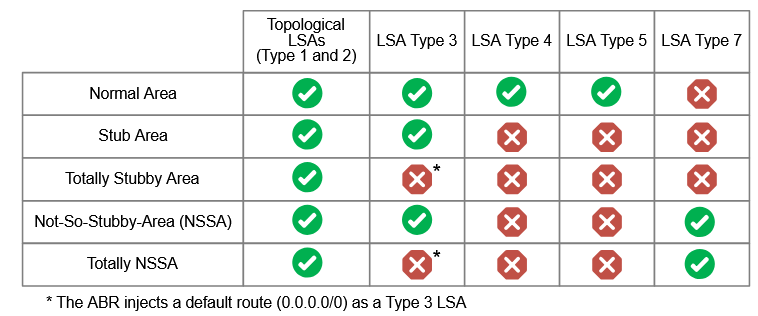 Topological
LSAs
(Type 1 and 2)
LSA Type 3
LSA Type 4
LSA Type 5
LSA Type 7
Normal Area
Stub Area
Totally Stubby Area
*
Not-So-Stubby-Area (NSSA)
Totally NSSA
*
* The ABR injects a default route (0.0.0.0/0) as a Type 3 LSA